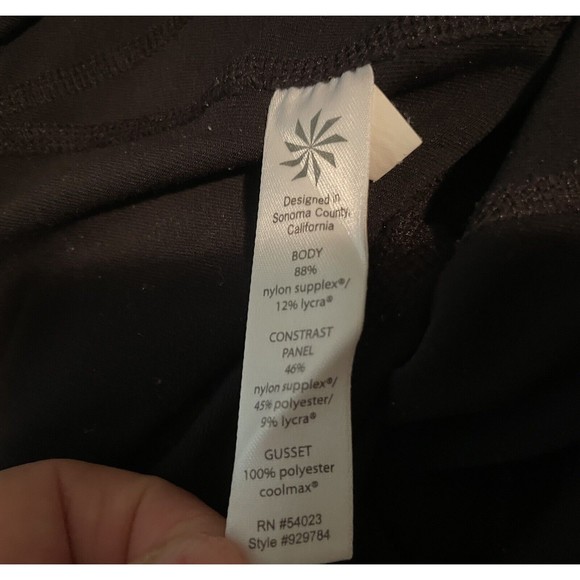 Designed in
Sonoma County,
California
BODY
88%
nylon supplex®/
12% lycra®
CONSTRAST
PANEL
46%
nylon supplex®/
45% polyester/
9% lycra®
GUSSET
100% polyester
coolmax®
RN #54023
Style #929784